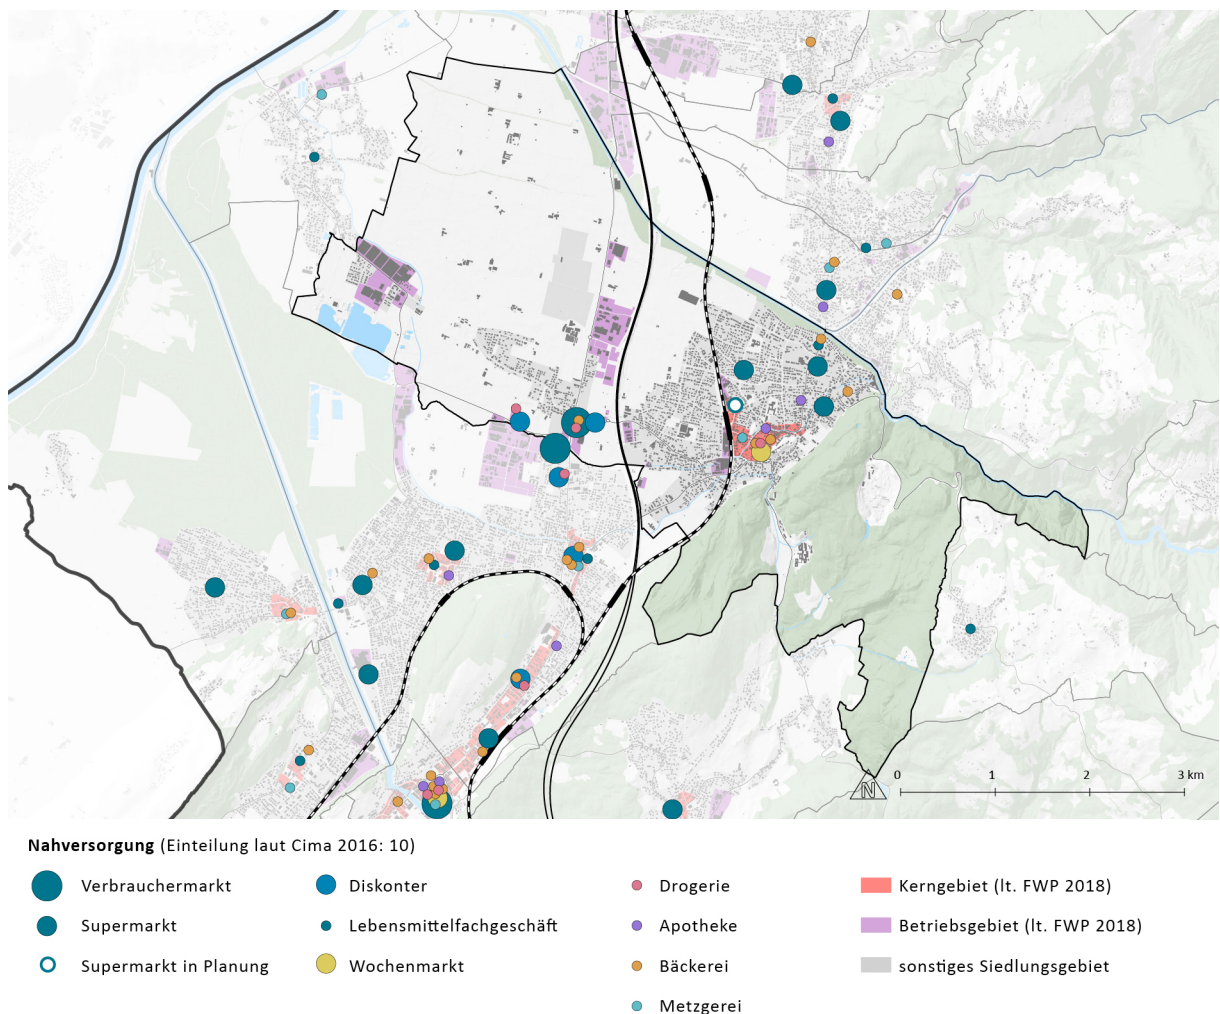 N
0 1 2 3 km
Nahversorgung (Einteilung laut Cima 2016: 10)
Verbrauchermarkt
Supermarkt
Supermarkt in Planung
Diskonter
Lebensmittelfachgeschäft
Wochenmarkt
Drogerie
Apotheke
Bäckerei
Metzgerei
Kerngebiet (lt. FWP 2018)
Betriebsgebiet (lt. FWP 2018)
sonstiges Siedlungsgebiet